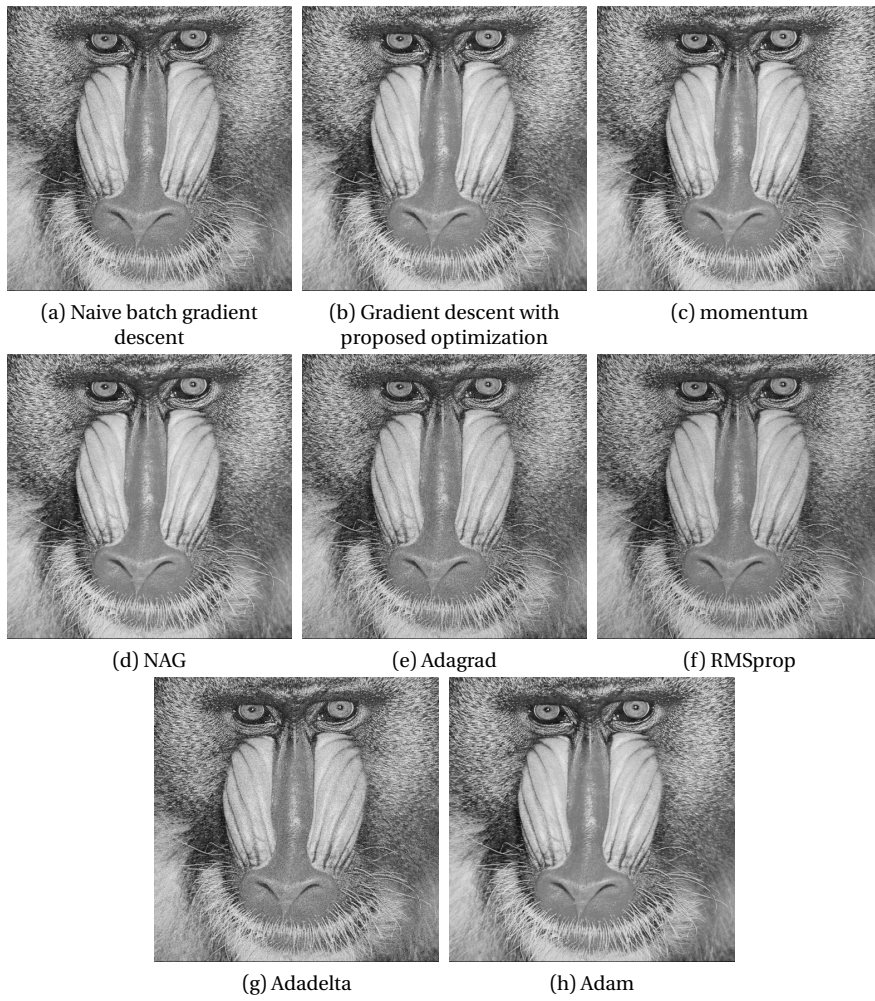 (a) Naive batch gradient
descent
(b) Gradient descent with
proposed optimization
(c) momentum
(d) NAG
(e) Adagrad
(f) RMSprop
(g) Adadelta
(h) Adam